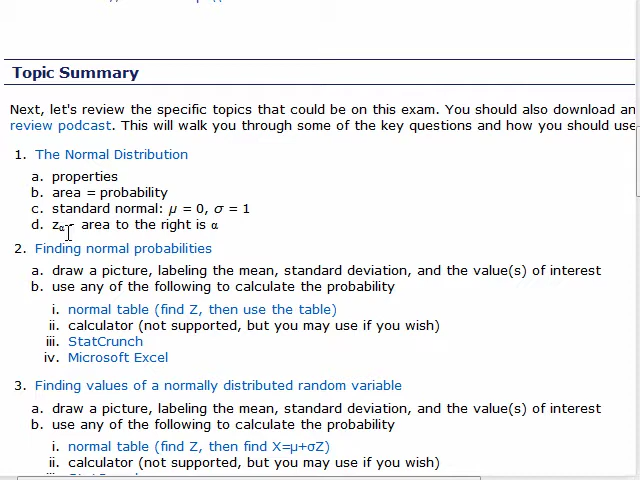 Topic Summary
Next, let's review the specific topics that could be on this exam. You should also download an
review podcast. This will walk you through some of the key questions and how you should use
1. The Normal Distribution
a. properties
b. area = probability
c. standard normal: μ = 0, σ = 1
d. zα - area to the right is α
2. Finding normal probabilities
a. draw a picture, labeling the mean, standard deviation, and the value(s) of interest
b. use any of the following to calculate the probability
i. normal table (find Z, then use the table)
ii. calculator (not supported, but you may use if you wish)
iii. StatCrunch
iv. Microsoft Excel
3. Finding values of a normally distributed random variable
a. draw a picture, labeling the mean, standard deviation, and the value(s) of interest
b. use any of the following to calculate the probability
i. normal table (find Z, then find X=μ+σZ)
ii. calculator (not supported, but you may use if you wish)